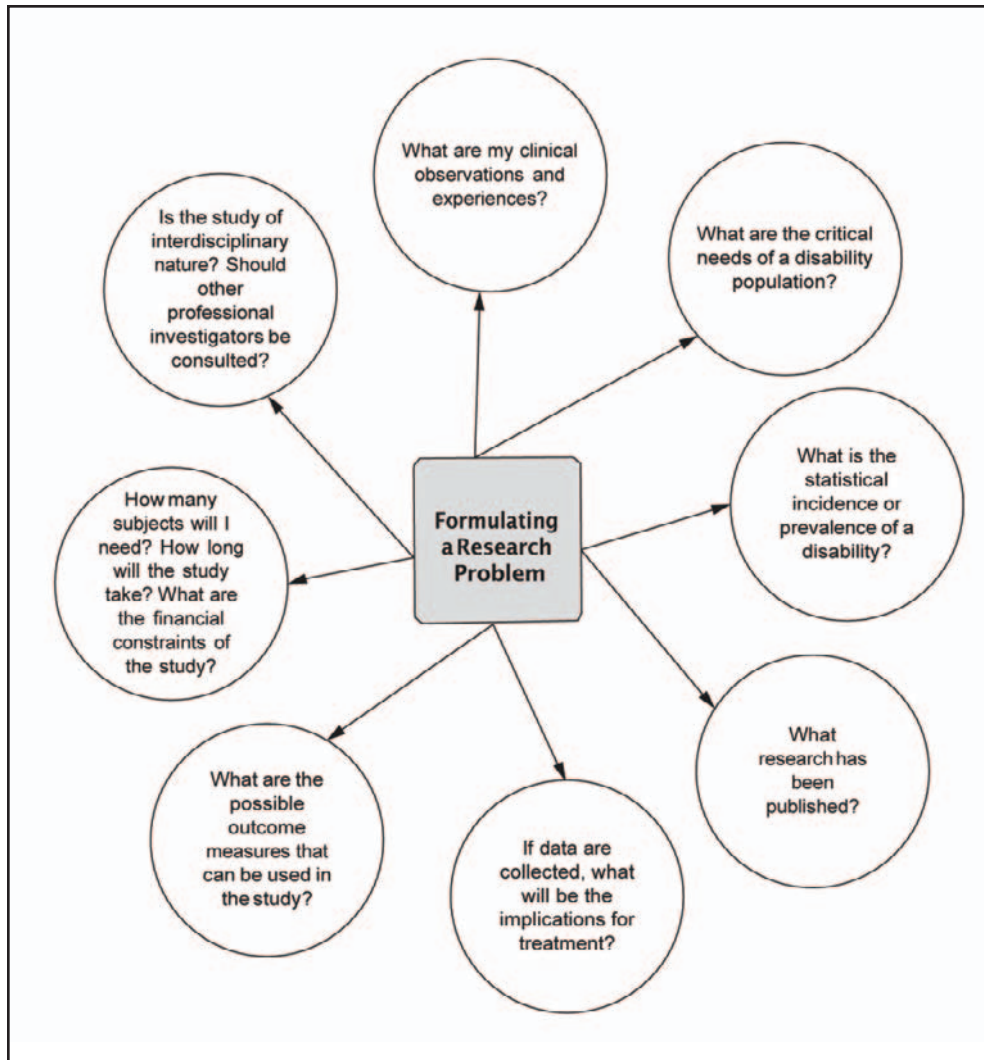 What are my clinical
observations and
experiences?
What are the critical
needs of a disability
population?
What is the
statistical
incidence or
prevalence of a
disability?
What
research has
been
published?
If data are
collected, what
will be the
implications for
treatment?
What are the
possible
outcome
measures that
can be used in
the study?
How many
subjects will I
need? How long
will the study
take? What are
the financial
constraints of
the study?
Is the study of
interdisciplinary
nature? Should
other
professional
investigators be
consulted?
Formulating
a Research
Problem